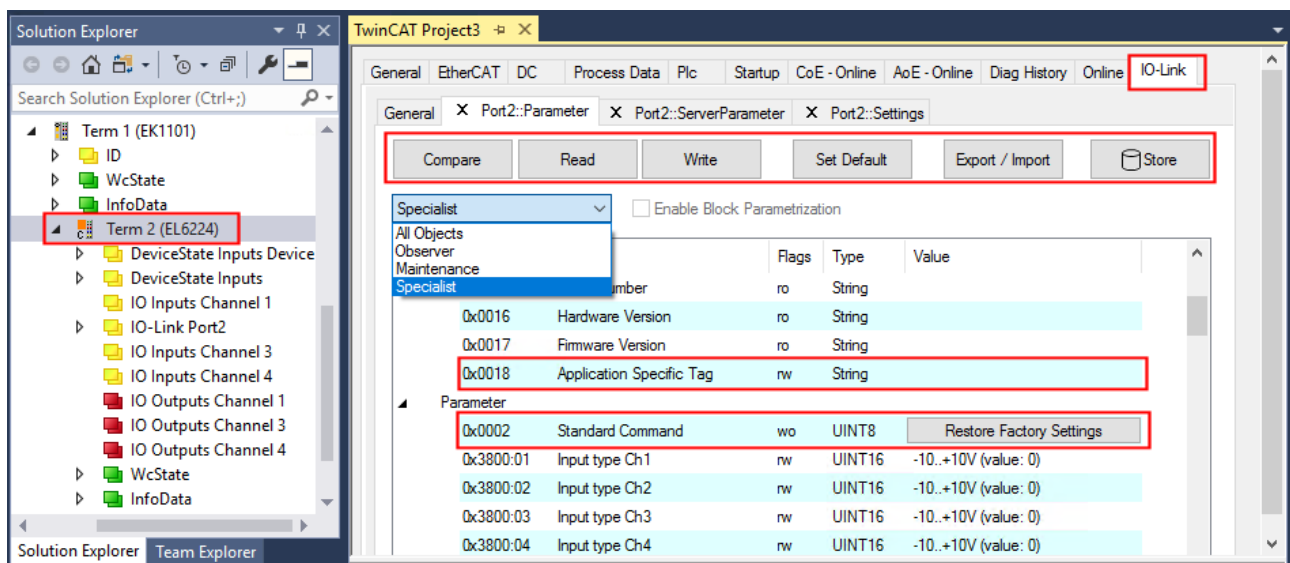 Solution Explorer
Search Solution Explorer (Ctrl+;)
Term 1 (EK1101)
ID
WcState
InfoData
Term 2 (EL6224)
DeviceState Inputs Device
DeviceState Inputs
IO Inputs Channel 1
IO-Link Port2
IO Inputs Channel 3
IO Inputs Channel 4
IO Outputs Channel 1
IO Outputs Channel 3
IO Outputs Channel 4
WcState
InfoData
Solution Explorer Team Explorer
TwinCAT Project3
General EtherCAT DC Process Data Plc Startup CoE - Online AoE - Online Diag History Online IO-Link
General X Port2::Parameter X Port2::ServerParameter X Port2::Settings
Compare Read Write Set Default Export / Import Store
Specialist Enable Block Parametrization
All Objects
Observer
Maintenance
Specialist
Flags Type Value
ro String
0x0016 Hardware Version ro String
0x0017 Firmware Version ro String
0x0018 Application Specific Tag rw String
Parameter
0x0002 Standard Command wo UINT8 Restore Factory Settings
0x3800:01 Input type Ch1 rw UINT16 -10..+10V (value: 0)
0x3800:02 Input type Ch2 rw UINT16 -10..+10V (value: 0)
0x3800:03 Input type Ch3 rw UINT16 -10..+10V (value: 0)
0x3800:04 Input type Ch4 rw UINT16 -10..+10V (value: 0)